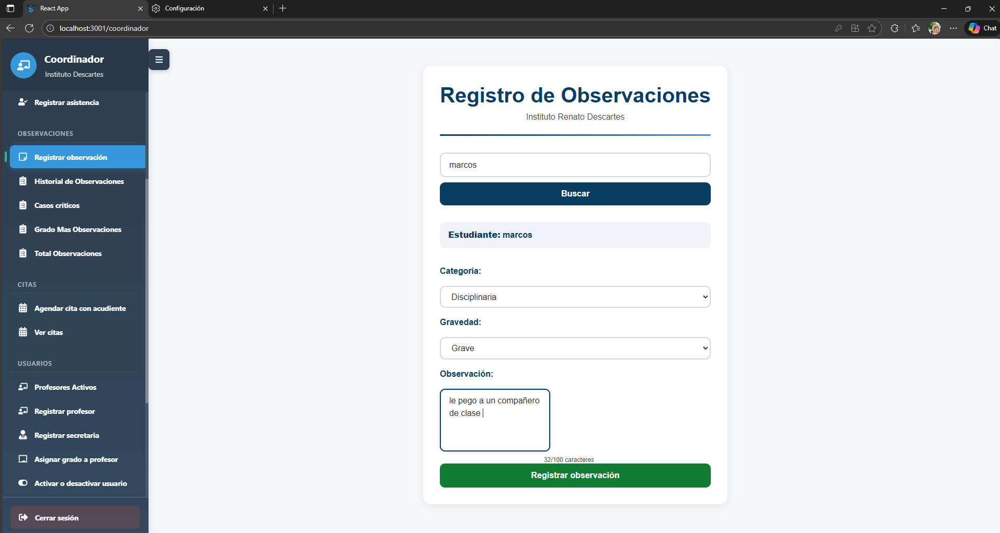 React App
Configuración
localhost:3001/coordinador
Chat
Coordinador
Instituto Descartes
Registrar asistencia
OBSERVACIONES
Registrar observación
Historial de Observaciones
Casos críticos
Grado Mas Observaciones
Total Observaciones
CITAS
Agendar cita con acudiente
Ver citas
USUARIOS
Profesores Activos
Registrar profesor
Registrar secretaria
Asignar grado a profesor
Activar o desactivar usuario
Cerrar sesión
Registro de Observaciones
Instituto Renato Descartes
marcos
Buscar
Estudiante: marcos
Categoría:
Disciplinaria
Gravedad:
Grave
Observación:
le pego a un compañero
de clase
32/100 caracteres
Registrar observación